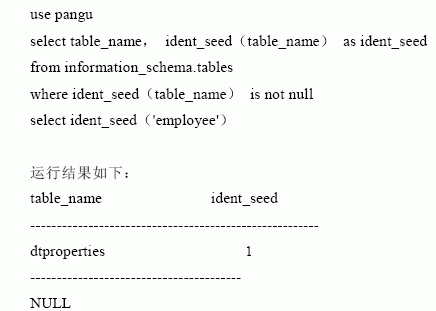 use pangu
select table_name， ident_seed（table_name） as ident_seed
from information_schema.tables
where ident_seed（table_name） is not null
select ident_seed（'employee'）
运行结果如下：
table_name ident_seed
------------------------------------------------------
dtproperties 1
----------------------------------------
NULL